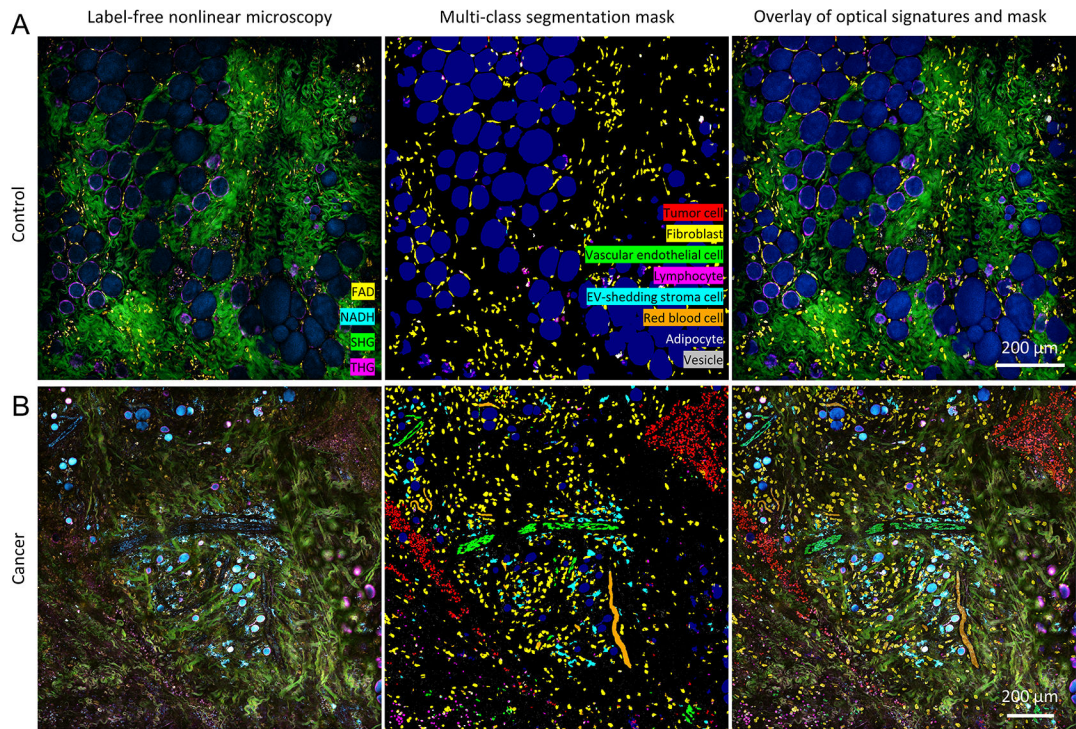 Label-free nonlinear microscopy
Multi-class segmentation mask
Overlay of optical signatures and mask
A
Control
FAD
NADH
SHG
THG
Tumor cell
Fibroblast
Vascular endothelial cell
Lymphocyte
EV-shedding stroma cell
Red blood cell
Adipocyte
Vesicle
200 μm
B
Cancer
200 μm